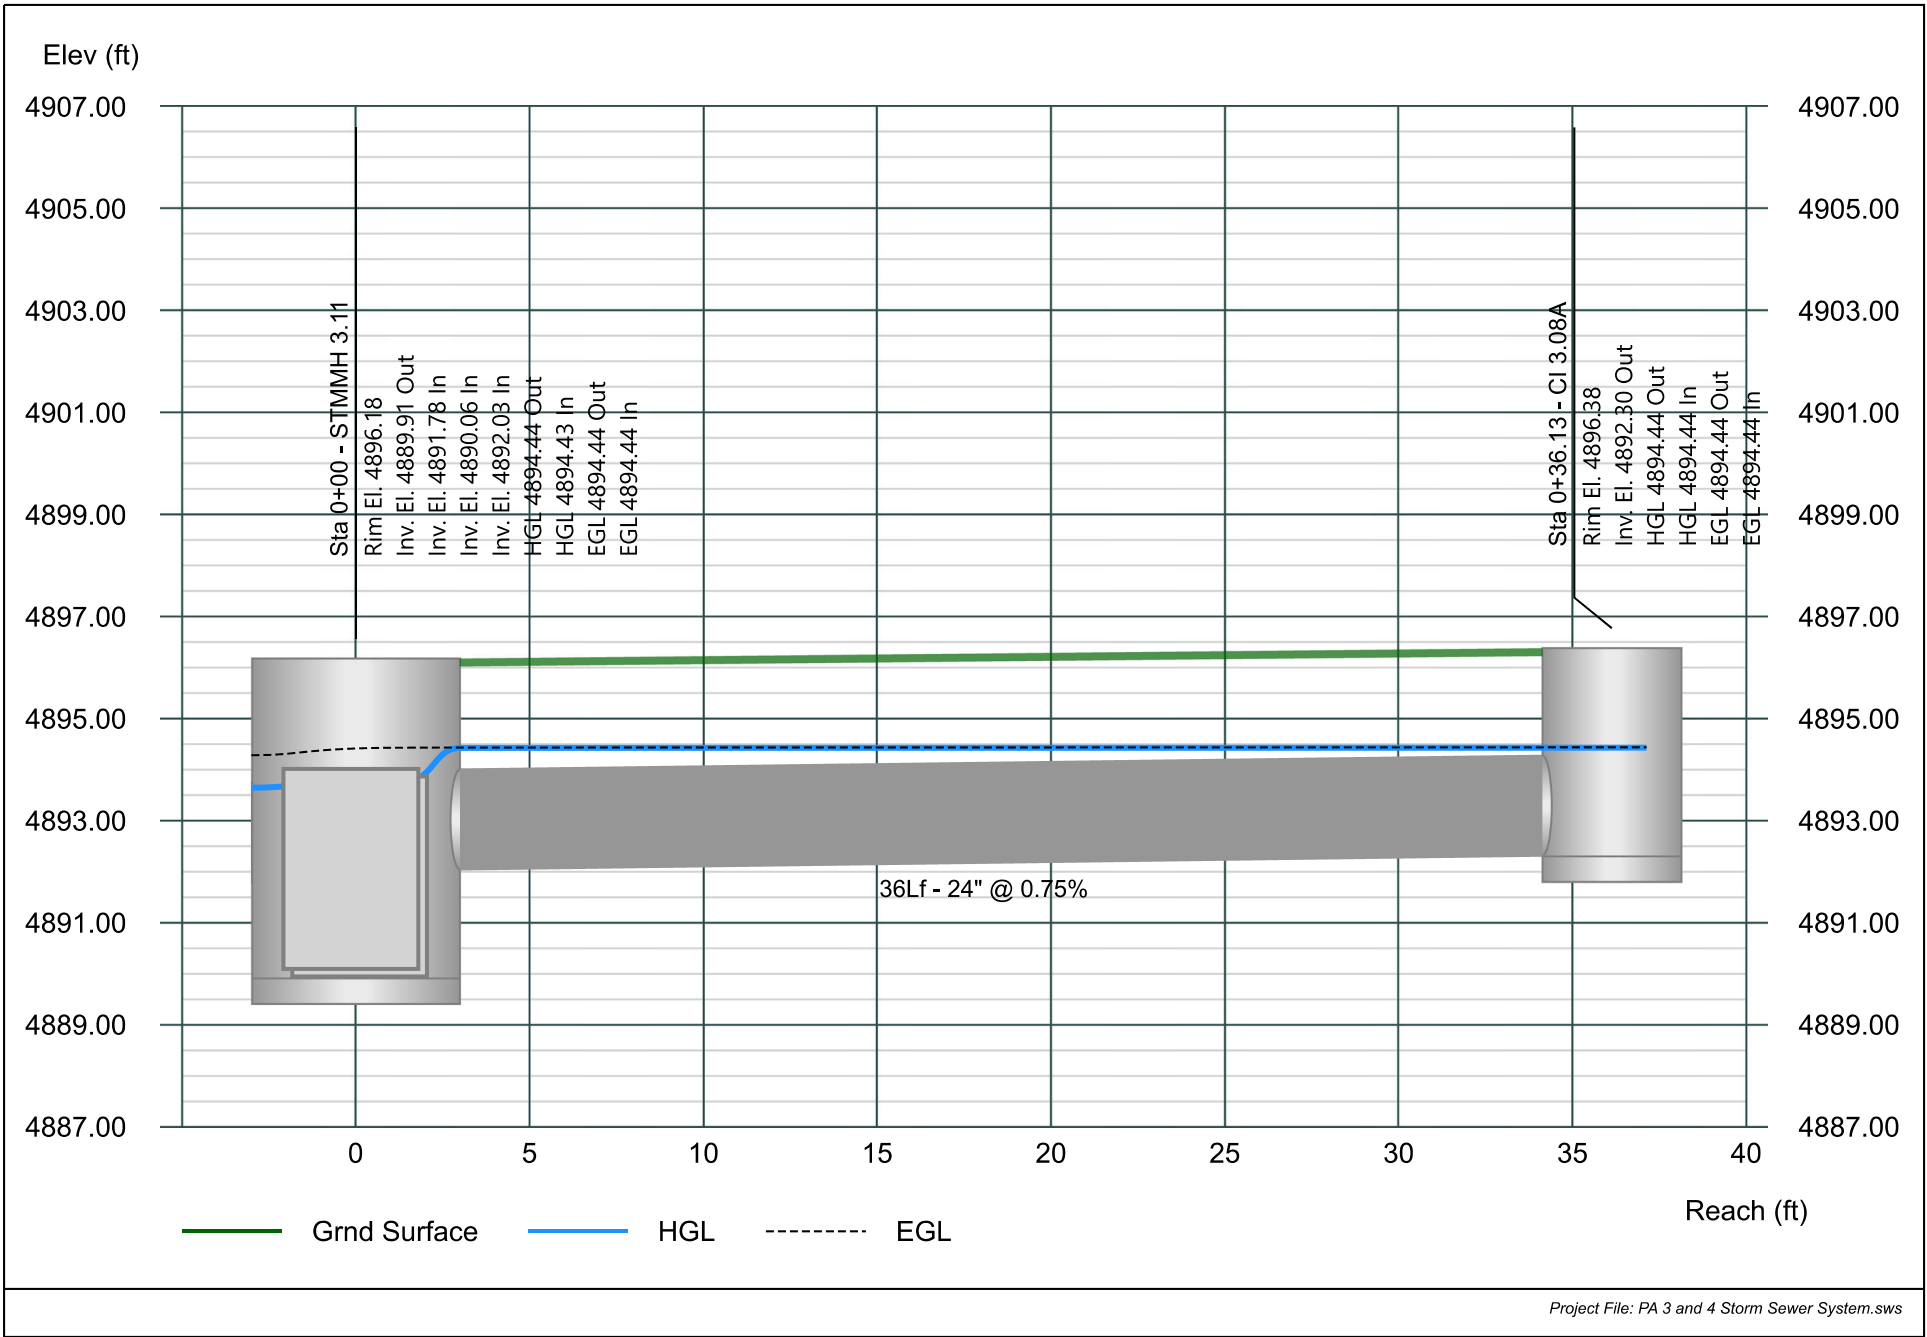 Elev (ft)
4907.00
4907.00
4905.00
4905.00
4903.00
4903.00
4901.00
4901.00
4899.00
4899.00
4897.00
4897.00
4895.00
4895.00
4893.00
4893.00
4891.00
4891.00
4889.00
4889.00
4887.00
4887.00
Sta 0+00 - STMMH 3.11
Rim El. 4896.18
Inv. El. 4889.91 Out
Inv. El. 4891.78 In
Inv. El. 4890.06 In
Inv. El. 4892.03 In
HGL 4894.44 Out
HGL 4894.43 In
EGL 4894.44 Out
EGL 4894.44 In
Sta 0+36.13 - CI 3.08A
Rim El. 4896.38
Inv. El. 4892.30 Out
HGL 4894.44 Out
HGL 4894.44 In
EGL 4894.44 Out
EGL 4894.44 In
36Lf - 24" @ 0.75%
0 5 10 15 20 25 30 35 40
Reach (ft)
Grnd Surface HGL EGL
Project File: PA 3 and 4 Storm Sewer System.sws